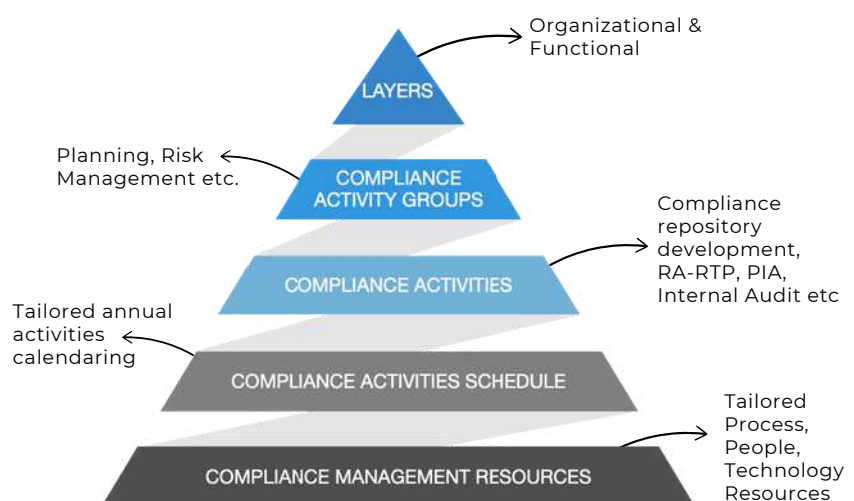 Organizational &
Functional
LAYERS
Planning, Risk
Management etc.
COMPLIANCE
ACTIVITY GROUPS
Compliance
repository
development,
RA-RTP, PIA,
Internal Audit etc
COMPLIANCE ACTIVITIES
Tailored annual
activities
calendaring
COMPLIANCE ACTIVITIES SCHEDULE
Tailored
Process,
People,
Technology
Resources
COMPLIANCE MANAGEMENT RESOURCES